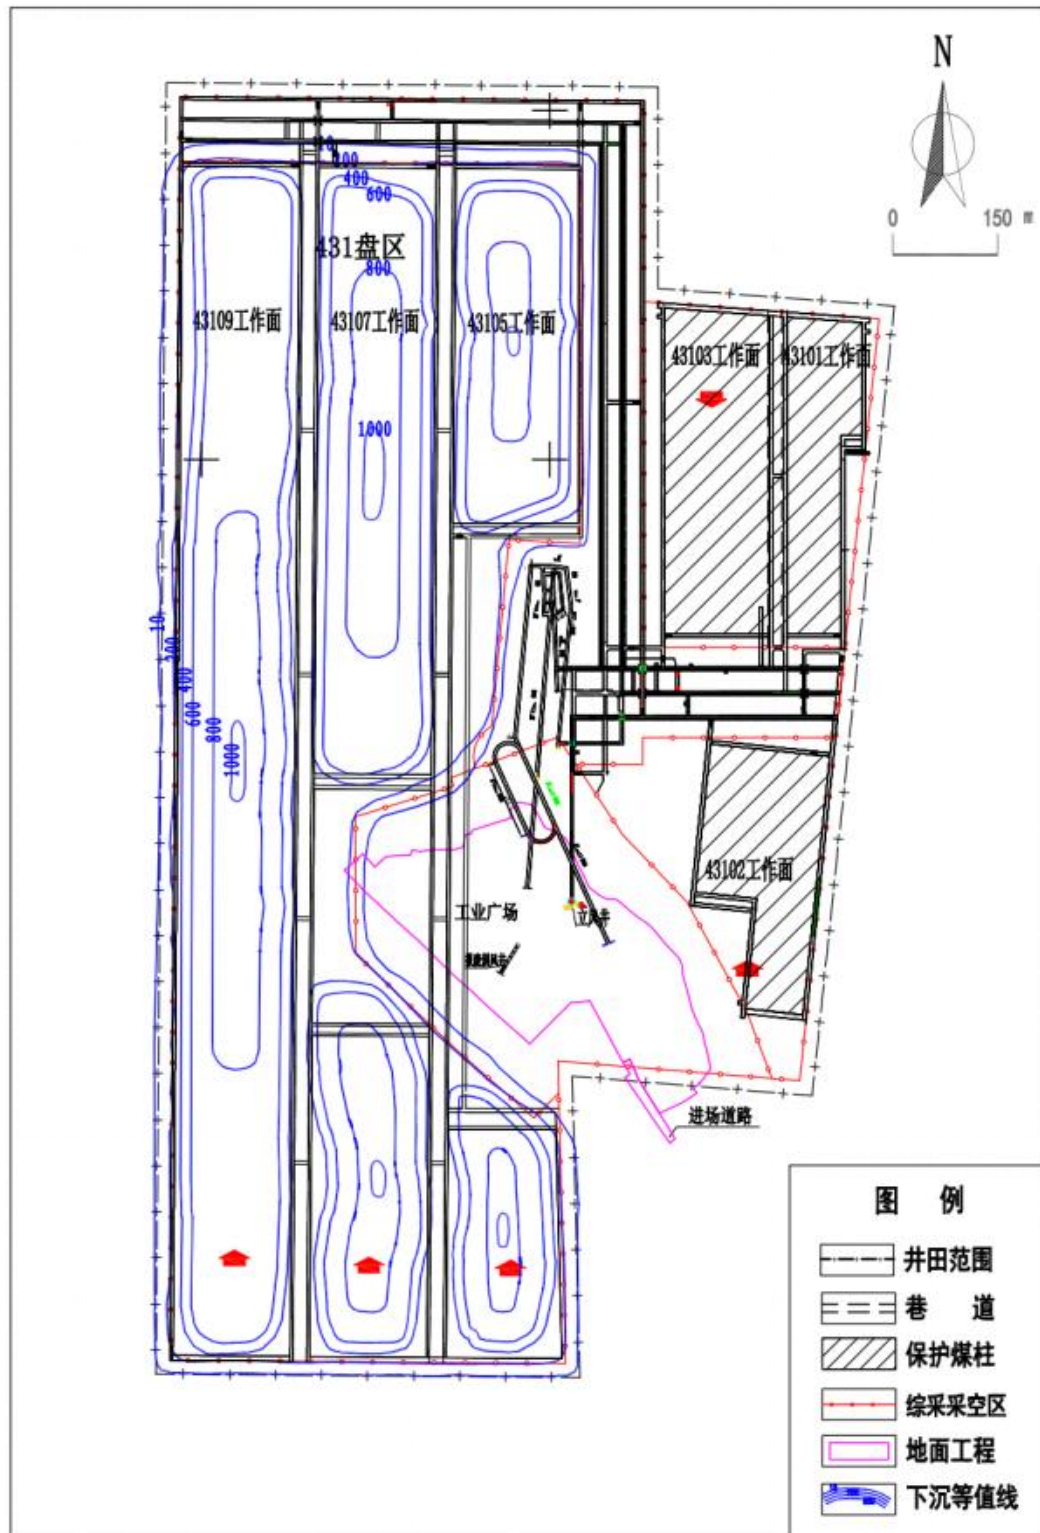 N
0 150 m
10
200
400
600
431盘区
800
43109工作面
43107工作面
43105工作面
43103工作面
43101工作面
1000
10
200
400
600
800
1000
43102工作面
工业广场
立风井
进场道路
图 例
井田范围
巷 道
保护煤柱
综采采空区
地面工程
下沉等值线